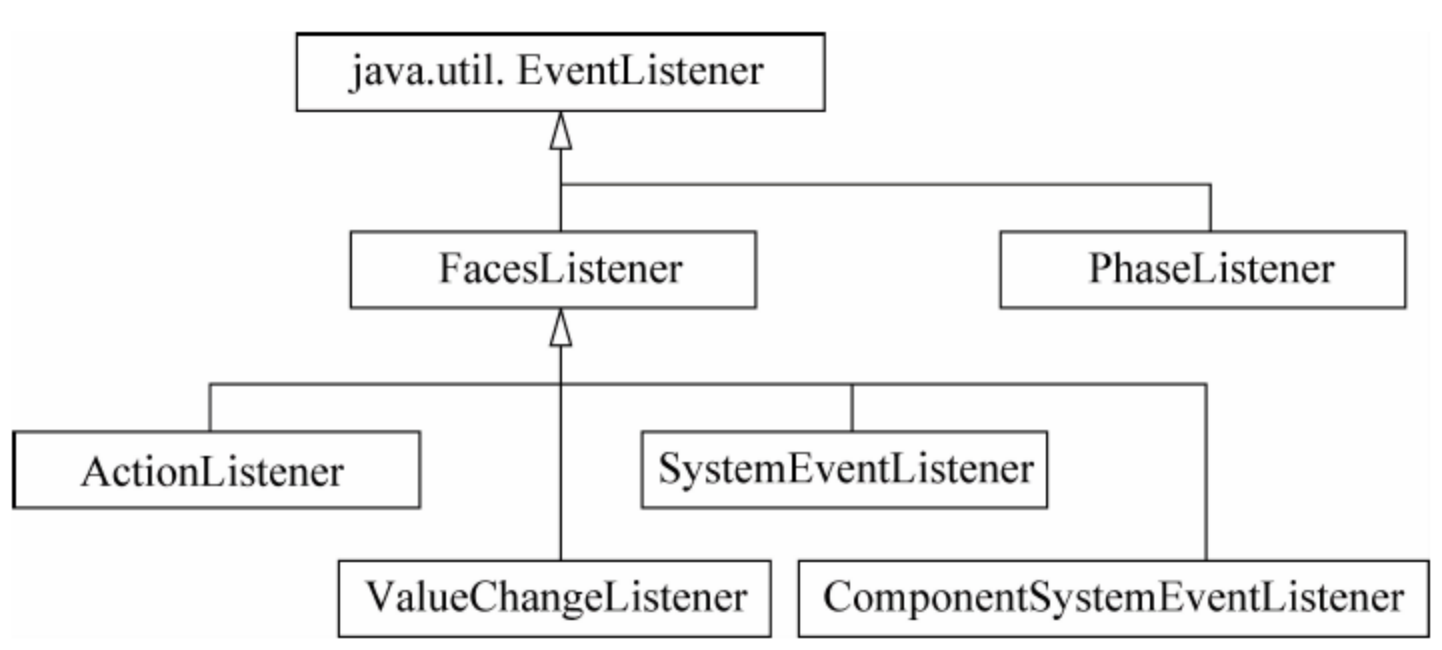 java.util. EventListener
FacesListener
PhaseListener
ActionListener
SystemEventListener
ValueChangeListener
ComponentSystemEventListener